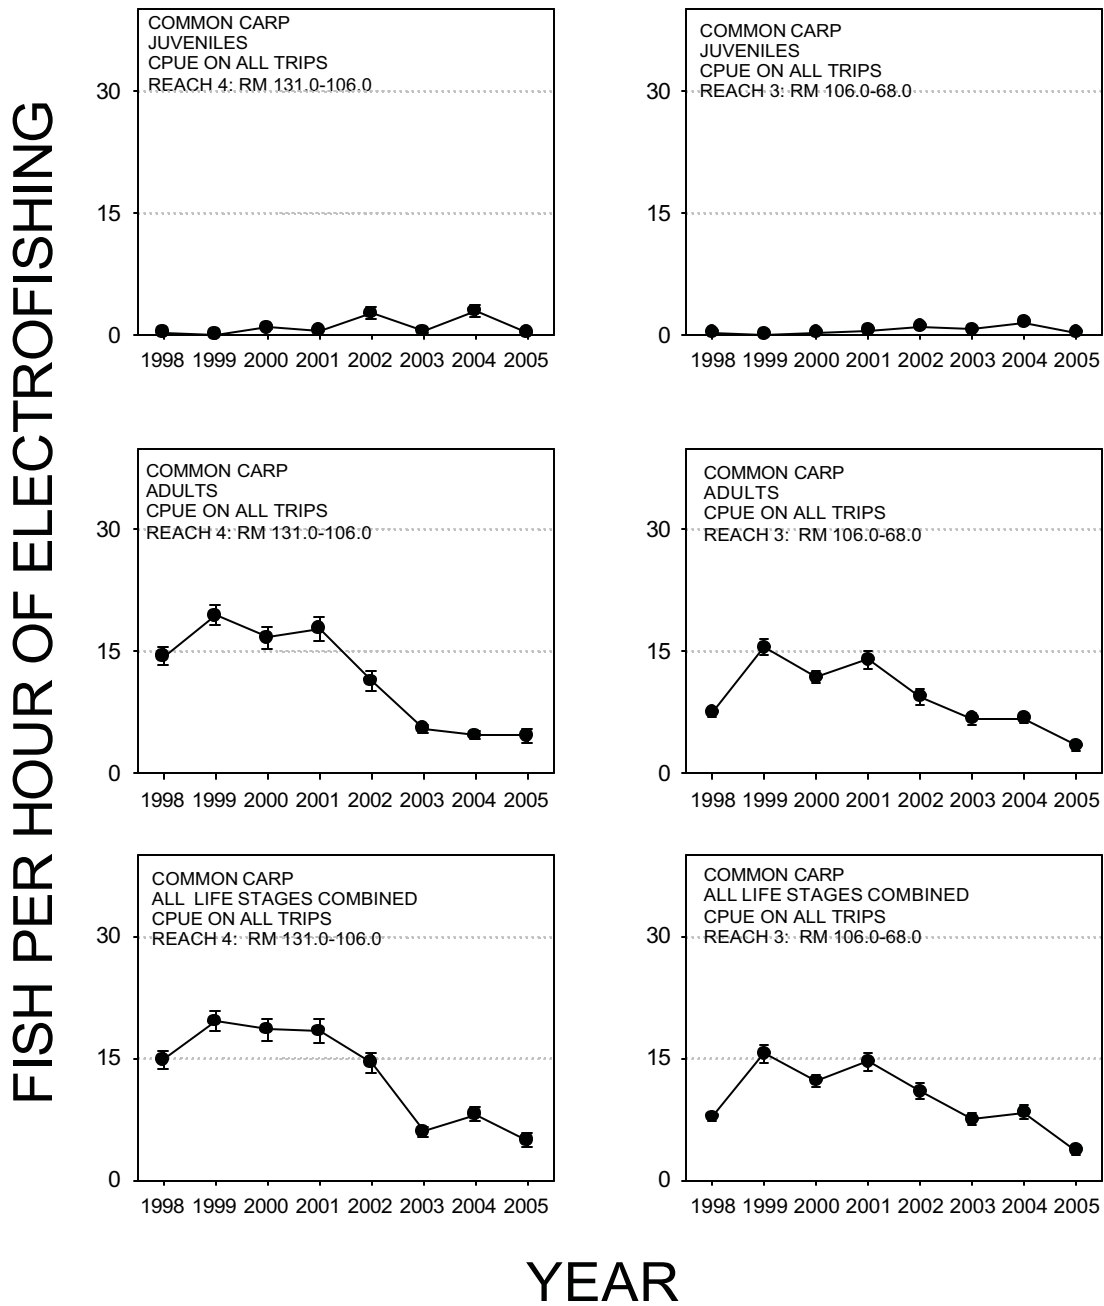 FISH PER HOUR OF ELECTROFISHING
COMMON CARP
JUVENILES
CPUE ON ALL TRIPS
REACH 4: RM 131.0-106.0
30
15
0
1998 1999 2000 2001 2002 2003 2004 2005
COMMON CARP
JUVENILES
CPUE ON ALL TRIPS
REACH 3: RM 106.0-68.0
30
15
0
1998 1999 2000 2001 2002 2003 2004 2005
COMMON CARP
ADULTS
CPUE ON ALL TRIPS
REACH 4: RM 131.0-106.0
30
15
0
1998 1999 2000 2001 2002 2003 2004 2005
COMMON CARP
ADULTS
CPUE ON ALL TRIPS
REACH 3: RM 106.0-68.0
30
15
0
1998 1999 2000 2001 2002 2003 2004 2005
COMMON CARP
ALL LIFE STAGES COMBINED
CPUE ON ALL TRIPS
REACH 4: RM 131.0-106.0
30
15
0
1998 1999 2000 2001 2002 2003 2004 2005
COMMON CARP
ALL LIFE STAGES COMBINED
CPUE ON ALL TRIPS
REACH 3: RM 106.0-68.0
30
15
0
1998 1999 2000 2001 2002 2003 2004 2005
YEAR